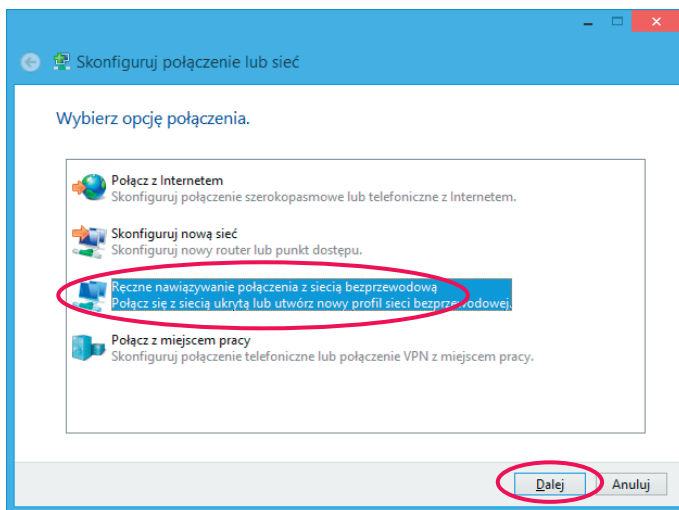 Skonfiguruj połączenie lub sieć
Wybierz opcję połączenia.
Połącz z Internetem
Skonfiguruj połączenie szerokopasmowe lub telefoniczne z Internetem.
Skonfiguruj nową sieć
Skonfiguruj nowy router lub punkt dostępu.
Ręczne nawiązywanie połączenia z siecią bezprzewodową
Połącz się z siecią ukrytą lub utwórz nowy profil sieci bezprzewodowej.
Połącz z miejscem pracy
Skonfiguruj połączenie telefoniczne lub połączenie VPN z miejscem pracy.
Dalej Anuluj